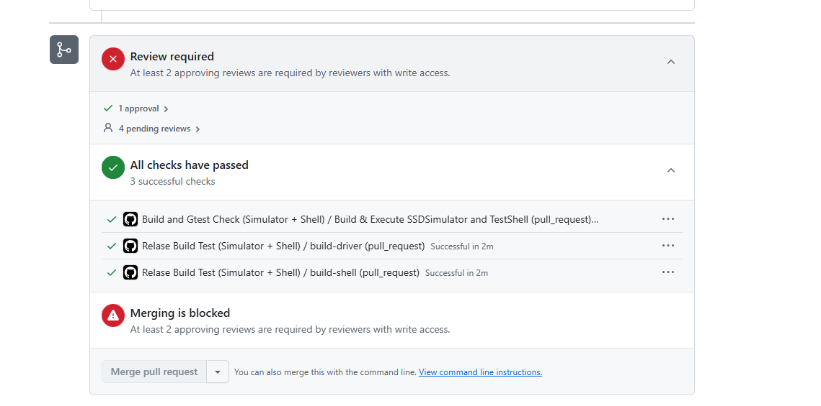 Review required
At least 2 approving reviews are required by reviewers with write access.
1 approval
4 pending reviews
All checks have passed
3 successful checks
Build and Gtest Check (Simulator + Shell) / Build & Execute SSDSimulator and TestShell (pull_request)...
Relase Build Test (Simulator + Shell) / build-driver (pull_request) Successful in 2m
Relase Build Test (Simulator + Shell) / build-shell (pull_request) Successful in 2m
Merging is blocked
At least 2 approving reviews are required by reviewers with write access.
Merge pull request You can also merge this with the command line. View command line instructions.